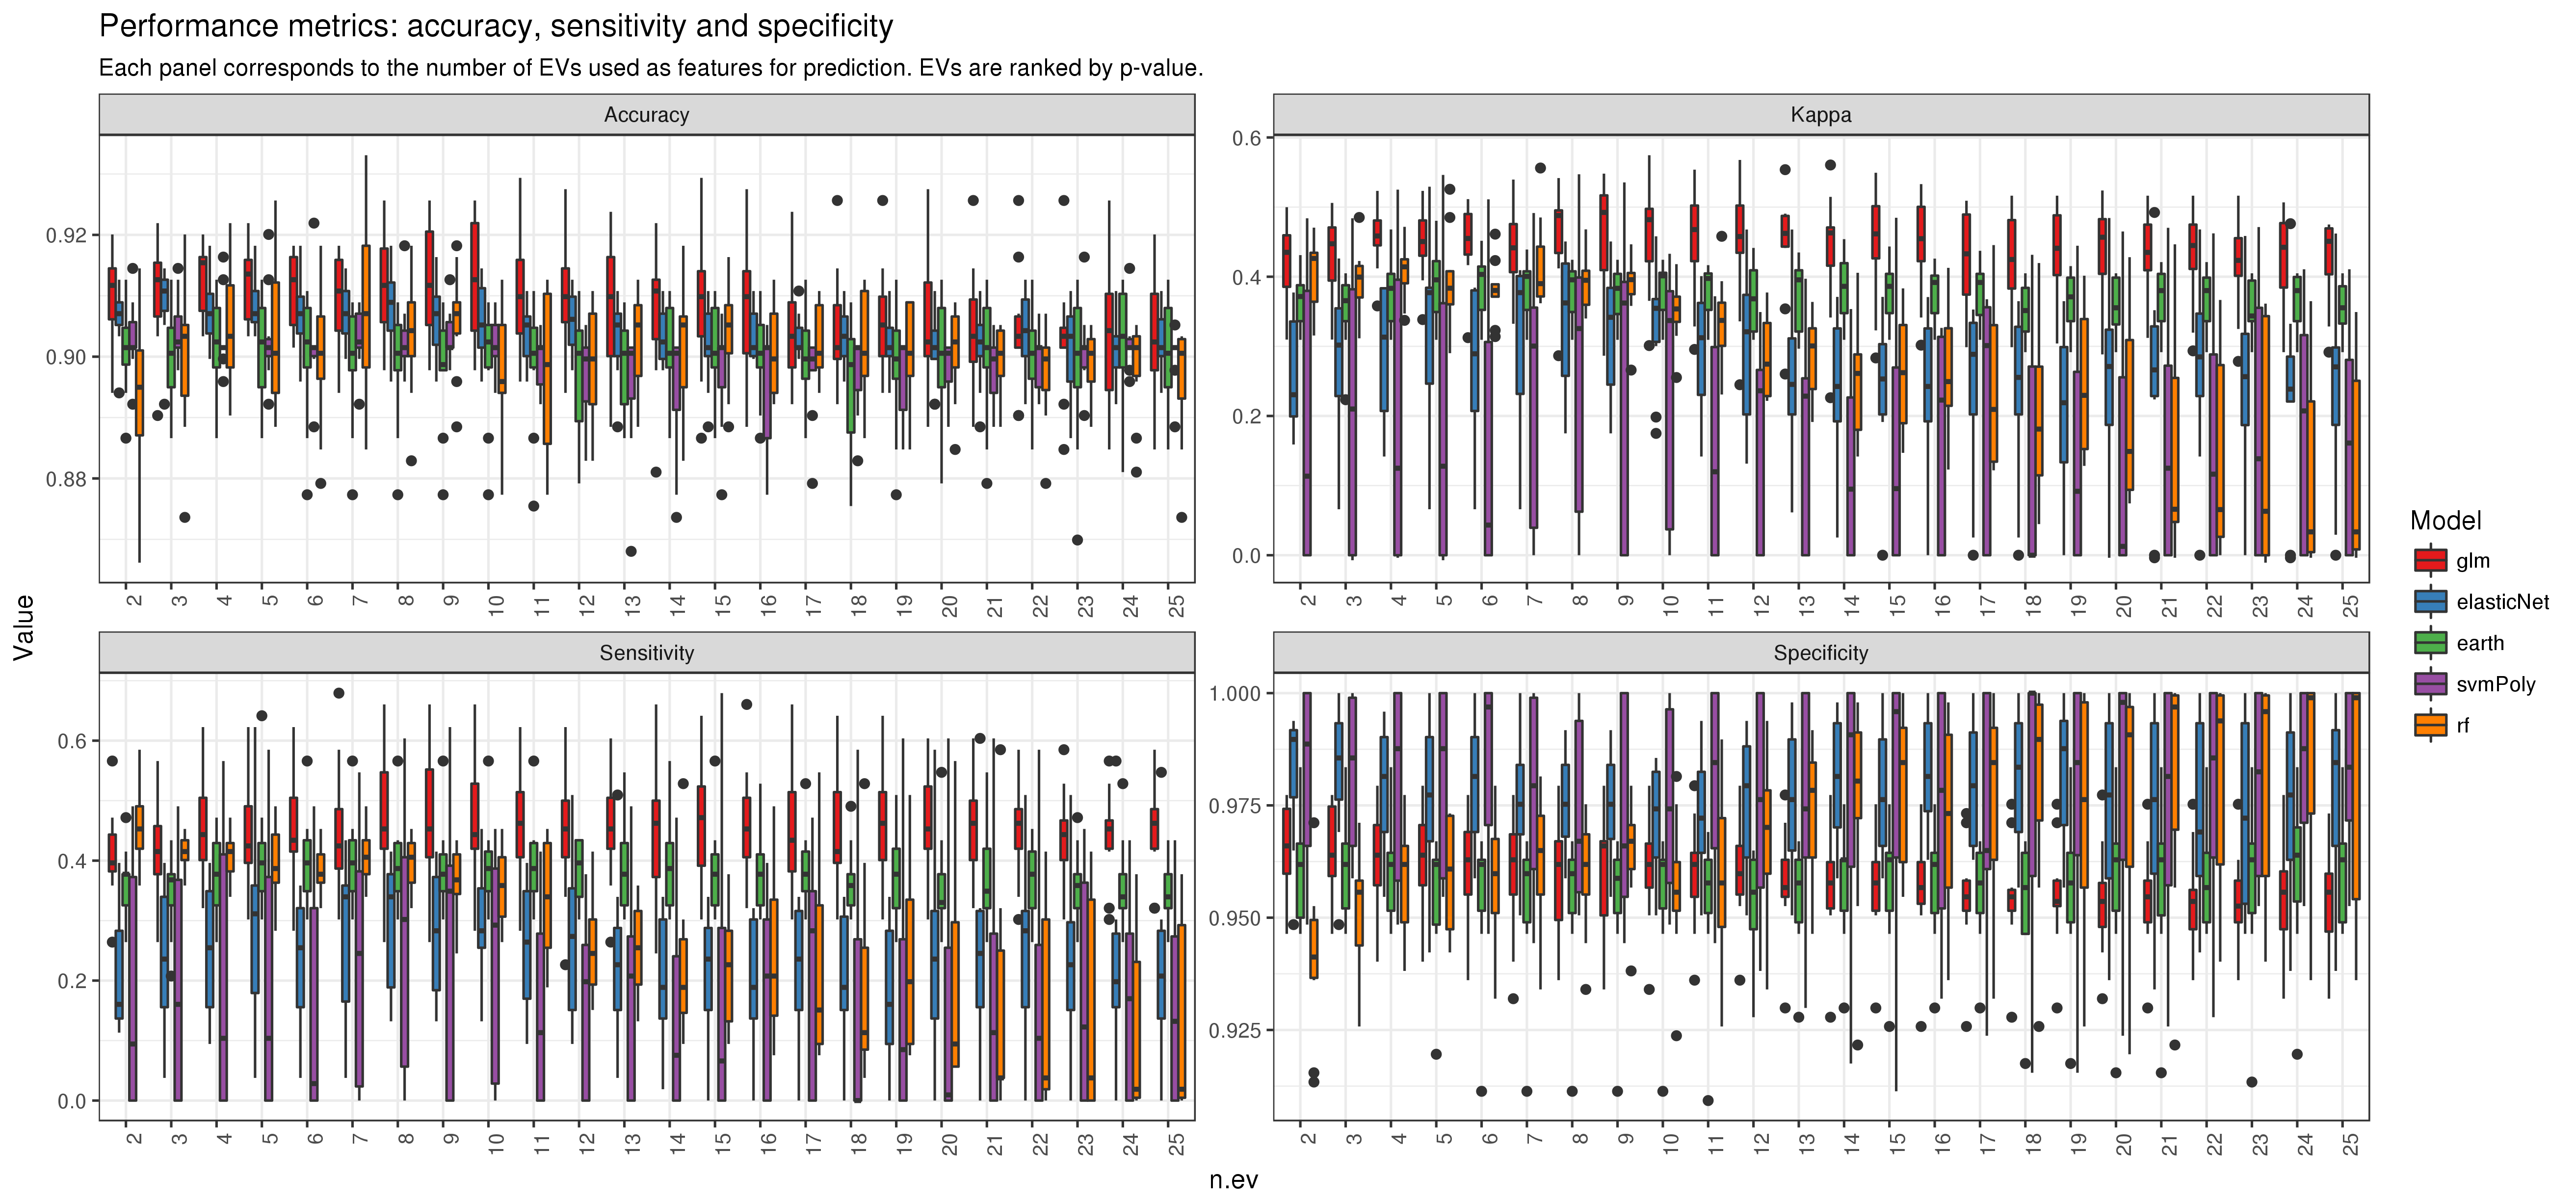 Performance metrics: accuracy, sensitivity and specificity
Each panel corresponds to the number of EVs used as features for prediction. EVs are ranked by p-value.
Accuracy
0.92
0.90
0.88
2 3 4 5 6 7 8 9 10 11 12 13 14 15 16 17 18 19 20 21 22 23 24 25
Kappa
0.6
0.4
0.2
0.0
2 3 4 5 6 7 8 9 10 11 12 13 14 15 16 17 18 19 20 21 22 23 24 25
Value
Sensitivity
0.6
0.4
0.2
0.0
2 3 4 5 6 7 8 9 10 11 12 13 14 15 16 17 18 19 20 21 22 23 24 25
Specificity
1.000
0.975
0.950
0.925
2 3 4 5 6 7 8 9 10 11 12 13 14 15 16 17 18 19 20 21 22 23 24 25
n.ev
Model
glm
elasticNet
earth
svmPoly
rf